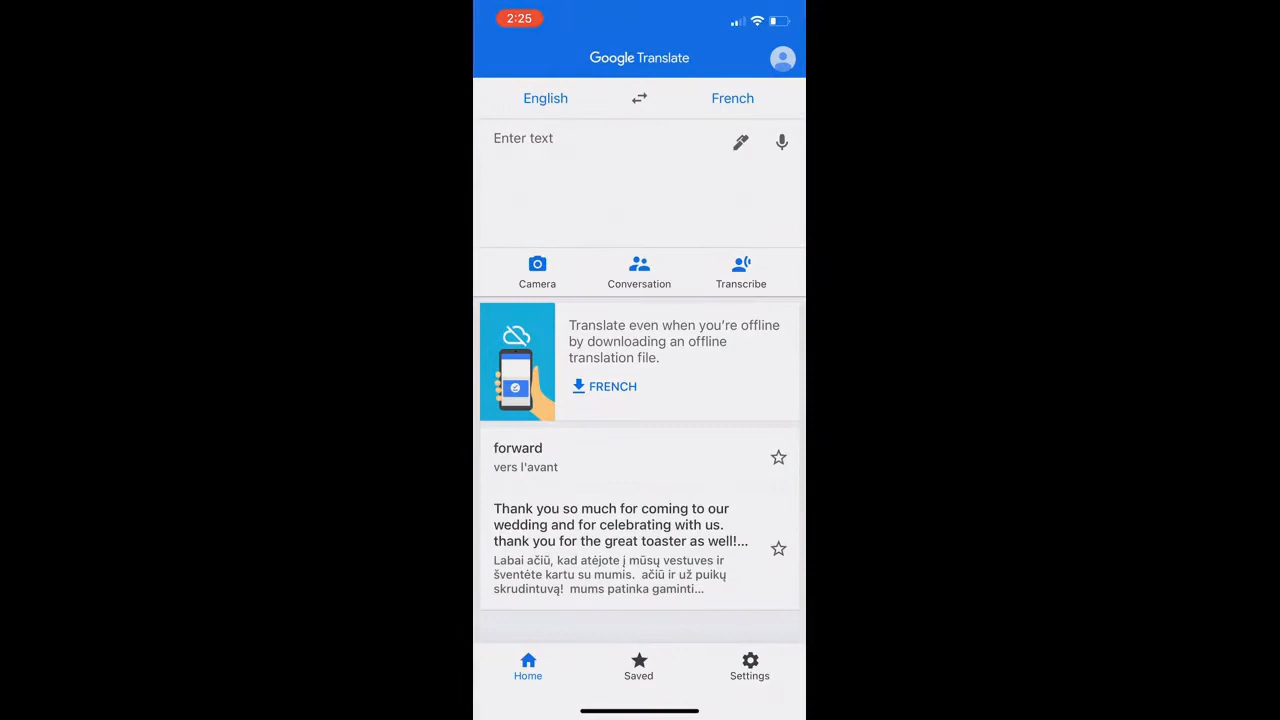 2:25
Google Translate
English
French
Enter text
Camera
Conversation
Transcribe
Translate even when you're offline
by downloading an offline
translation file.
FRENCH
forward
vers l'avant
Thank you so much for coming to our
wedding and for celebrating with us.
thank you for the great toaster as well!...
Labai ačiū, kad atėjote į mūsų vestuves ir
šventėte kartu su mumis.  ačiū ir už puikų
skrudintuvą!  mums patinka gaminti...
Home
Saved
Settings